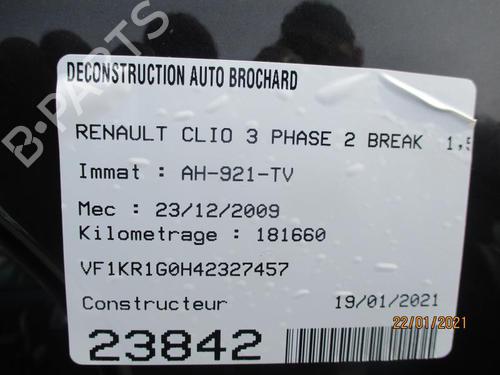 DECONSTRUCTION AUTO BROCHARD
RENAULT CLIO 3 PHASE 2 BREAK 1,5
Immat : AH-921-TV
Mec : 23/12/2009
Kilometrage : 181660
VF1KR1G0H42327457
Constructeur 19/01/2021
22/01/2021
23842
B-PARTS